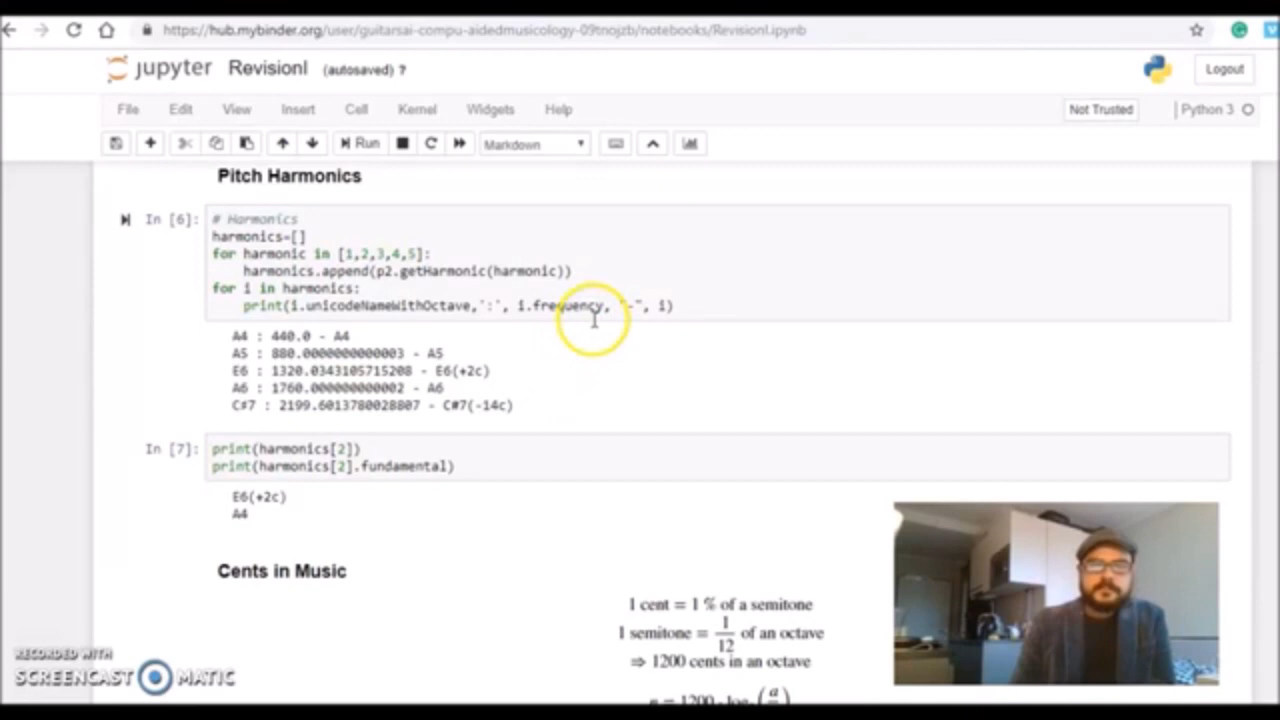 https://hub.mybinder.org/user/guitarsai-compu-aidedmusicology-09tnojzb/notebooks/RevisionI.ipynb
jupyter RevisionI (autosaved) ?
Logout
File Edit View Insert Cell Kernel Widgets Help
Not Trusted
Python 3
Run
Markdown
Pitch Harmonics
In [6]:
# Harmonics
harmonics=[]
for harmonic in [1,2,3,4,5]:
    harmonics.append(p2.getHarmonic(harmonic))
for i in harmonics:
    print(i.unicodeNameWithOctave,':', i.frequency, "-", i)
A4 : 440.0 - A4
A5 : 880.0000000000003 - A5
E6 : 1320.0343105715208 - E6(+2c)
A6 : 1760.000000000002 - A6
C♯7 : 2199.6013780028807 - C#7(-14c)
In [7]:
print(harmonics[2])
print(harmonics[2].fundamental)
E6(+2c)
A4
Cents in Music
1 cent = 1 % of a semitone
1 semitone = 1/12 of an octave
⇒ 1200 cents in an octave
RECORDED WITH
SCREENCAST MATIC